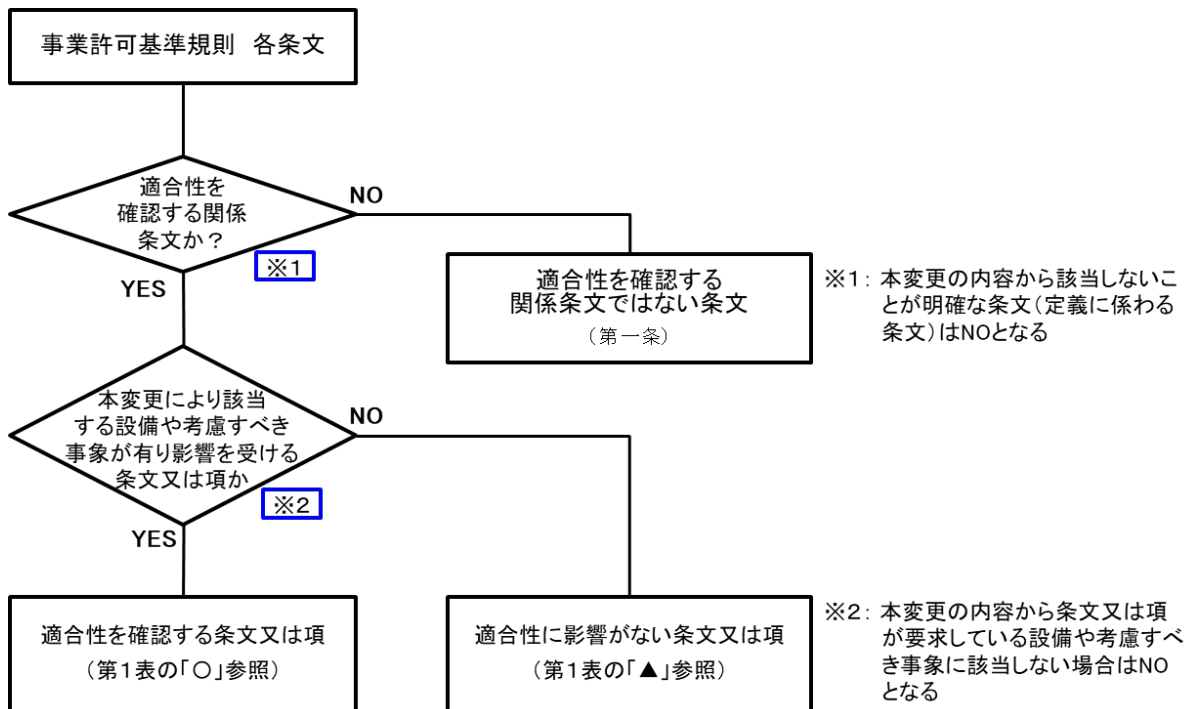 事業許可基準規則　各条文
適合性を
確認する関係
条文か？
NO
※1
YES
適合性を確認する
関係条文ではない条文
（第一条）
※1： 本変更の内容から該当しないこ
とが明確な条文（定義に係わる
条文）はNOとなる
本変更により該当
する設備や考慮すべき
事象が有り影響を受ける
条文又は項か
NO
※2
YES
適合性を確認する条文又は項
（第1表の「〇」参照）
適合性に影響がない条文又は項
（第1表の「▲」参照）
※2： 本変更の内容から条文又は項
が要求している設備や考慮すべ
き事象に該当しない場合はNO
となる